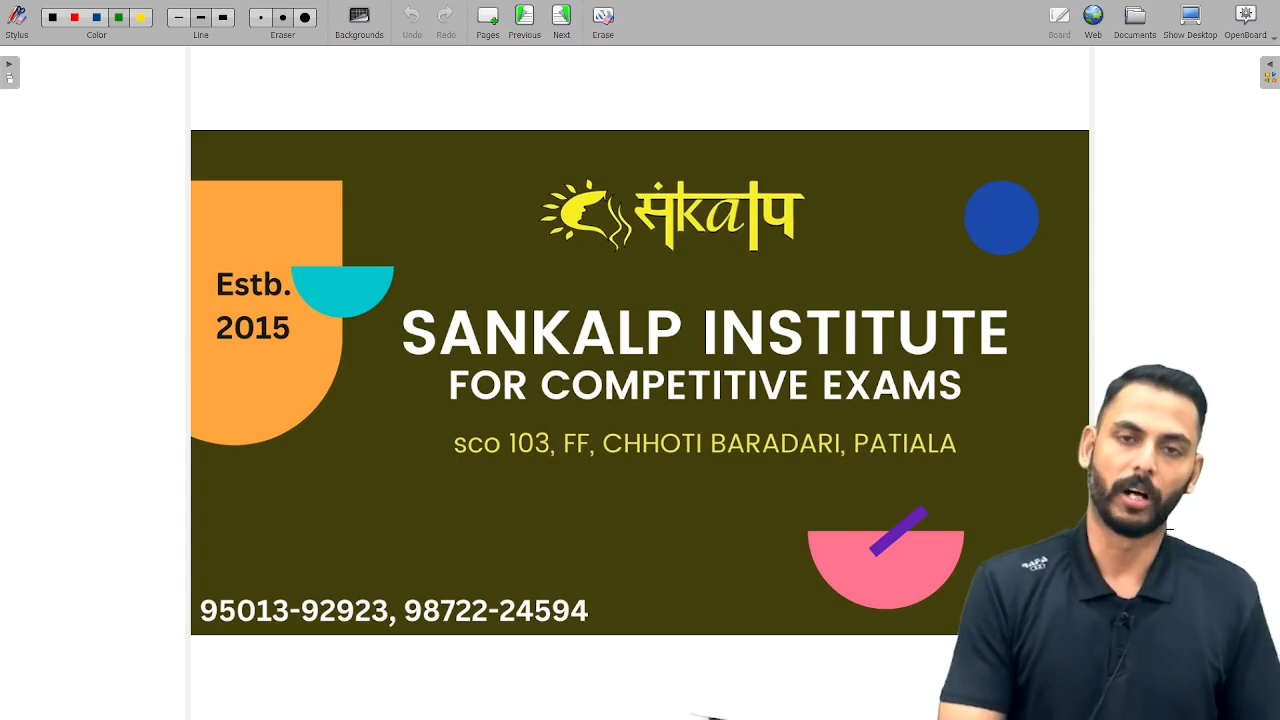 Stylus Color Line Eraser Backgrounds Undo Redo Pages Previous Next Erase Board Web Documents Show Desktop OpenBoard
संkalp
Estb.
2015
SANKALP INSTITUTE
FOR COMPETITIVE EXAMS
sco 103, FF, CHHOTI BARADARI, PATIALA
95013-92923, 98722-24594